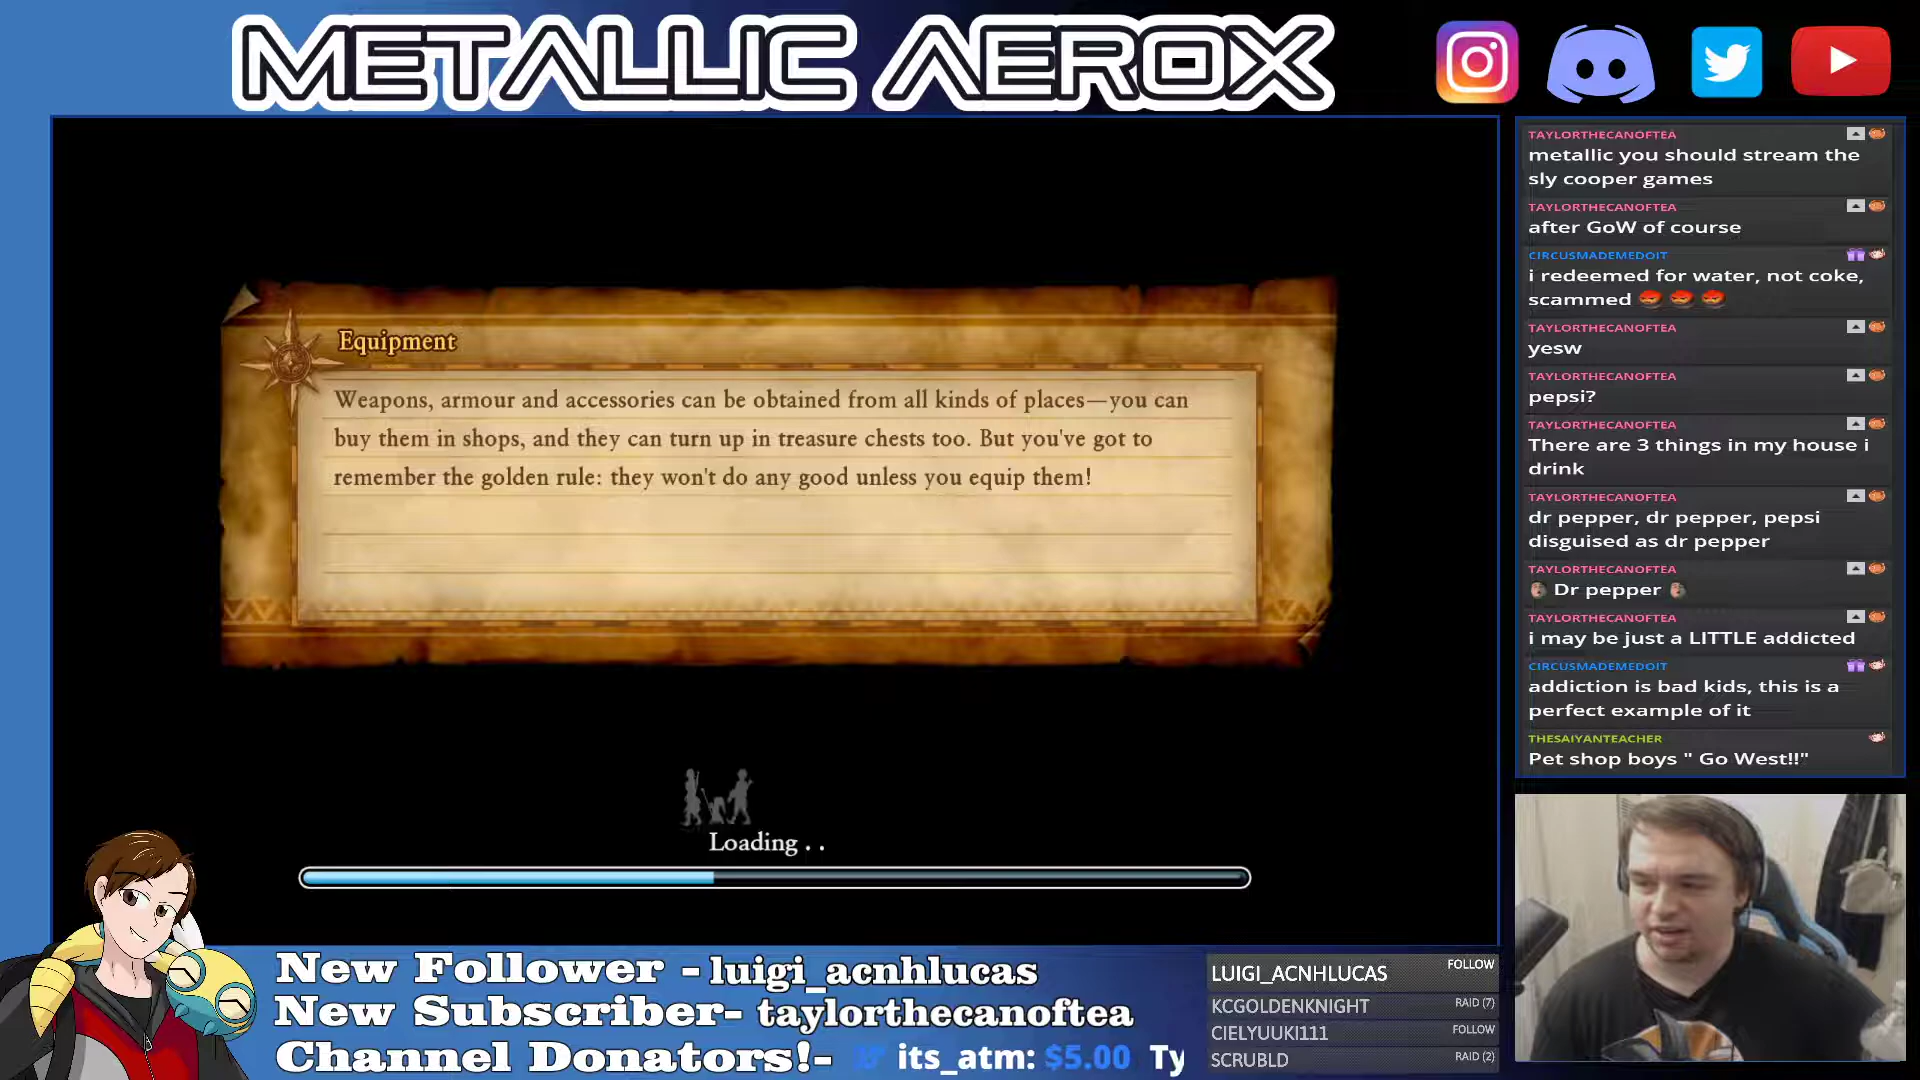 METALLIC AEROX
TAYLORTHECANOFTEA
metallic you should stream the
sly cooper games
TAYLORTHECANOFTEA
after GoW of course
CIRCUSMADEMEDOIT
i redeemed for water, not coke,
scammed
TAYLORTHECANOFTEA
yesw
TAYLORTHECANOFTEA
pepsi?
TAYLORTHECANOFTEA
There are 3 things in my house i
drink
TAYLORTHECANOFTEA
dr pepper, dr pepper, pepsi
disguised as dr pepper
TAYLORTHECANOFTEA
Dr pepper
TAYLORTHECANOFTEA
i may be just a LITTLE addicted
CIRCUSMADEMEDOIT
addiction is bad kids, this is a
perfect example of it
THESAIYANTEACHER
Pet shop boys " Go West!!"
Equipment
Weapons, armour and accessories can be obtained from all kinds of places—you can
buy them in shops, and they can turn up in treasure chests too. But you've got to
remember the golden rule: they won't do any good unless you equip them!
Loading . .
New Follower - luigi_acnhlucas
New Subscriber- taylorthecanoftea
Channel Donators!- its_atm: $5.00 Ty
LUIGI_ACNHLUCAS FOLLOW
KCGOLDENKNIGHT RAID (7)
CIELYUUKI111 FOLLOW
SCRUBLD RAID (2)